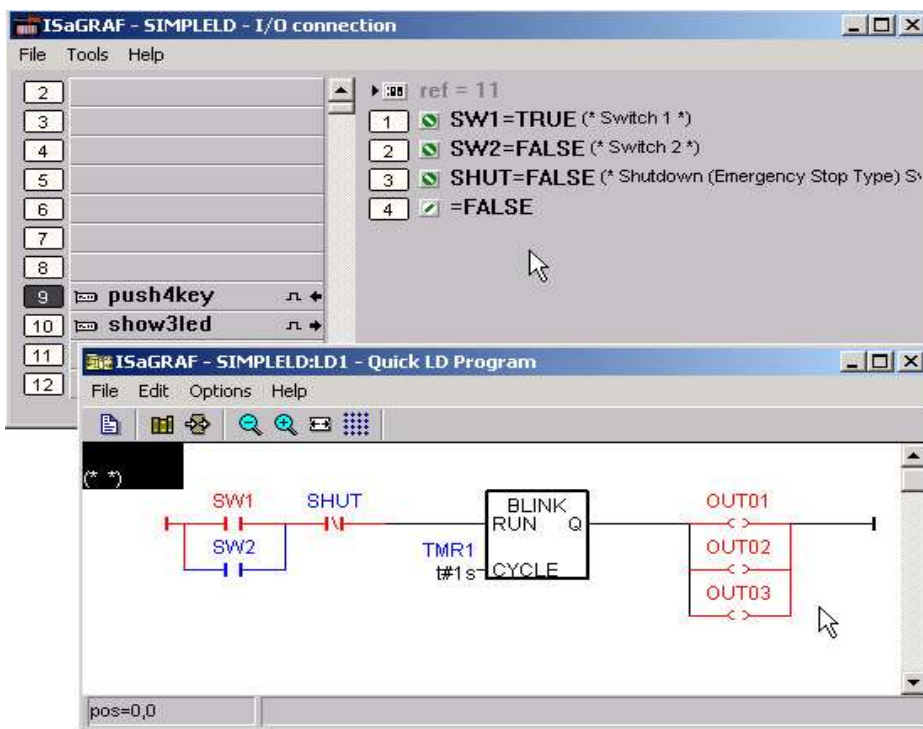 ISaGRAF - SIMPLELD - I/O connection
File Tools Help
2
3
4
5
6
7
8
9 push4key
10 show3led
11
12
ref = 11
1 SW1=TRUE (* Switch 1 *)
2 SW2=FALSE (* Switch 2 *)
3 SHUT=FALSE (* Shutdown (Emergency Stop Type)
4 =FALSE
ISaGRAF - SIMPLELD:LD1 - Quick LD Program
File Edit Options Help
(* *)
SW1 SHUT BLINK OUT01
RUN Q
SW2 TMR1 OUT02
t#1s CYCLE
OUT03
pos=0,0